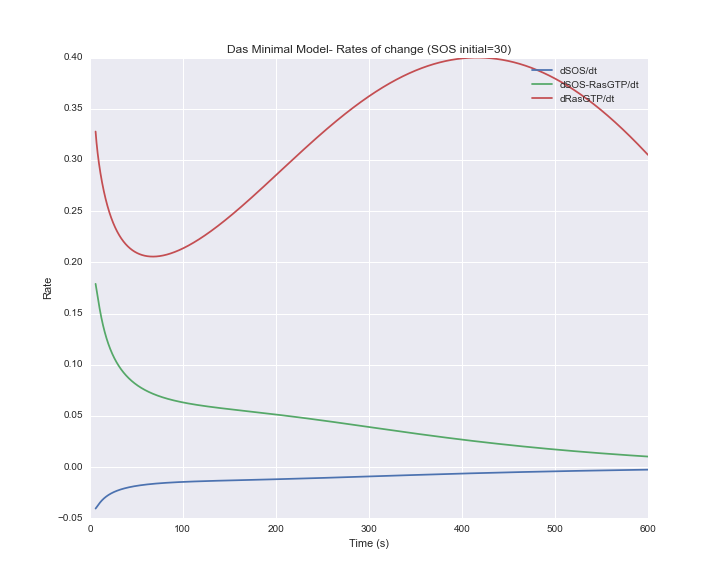 Das Minimal Model- Rates of change (SOS initial=30)
dSOS/dt
dSOS-RasGTP/dt
dRasGTP/dt
0.40
0.35
0.30
0.25
0.20
0.15
0.10
0.05
0.00
−0.05
Rate
0 100 200 300 400 500 600
Time (s)